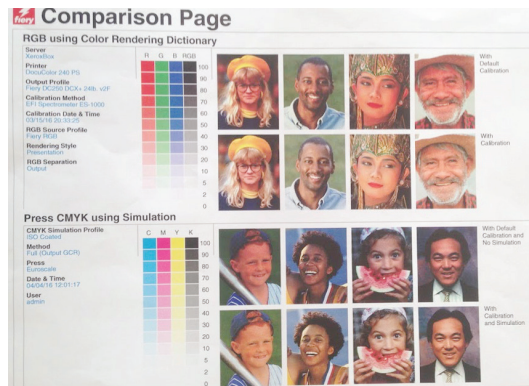 fiery
Comparison Page
RGB using Color Rendering Dictionary
Server
XeroxBox
Printer
DocuColor 240 PS
Output Profile
Fiery DC250 DCX+ 24th. v2F
Calibration Method
EFI Spectrometer ES-1000
Calibration Date & Time
03/15/16 20:33:25
RGB Source Profile
Fiery RGB
Rendering Style
Presentation
RGB Separation
Output
R G B RGB
100
90
80
70
60
50
40
30
20
10
5
2
0
With
Default
Calibration
With
Calibration
Press CMYK using Simulation
CMYK Simulation Profile
ISO Coated
Method
Full (Output GCR)
Press
Euroscale
Date & Time
04/04/16 12:01:17
User
admin
C M Y K
100
90
80
70
60
50
40
30
20
10
5
2
0
With Default
Calibration and
No Simulation
With
Calibration
and Simulation